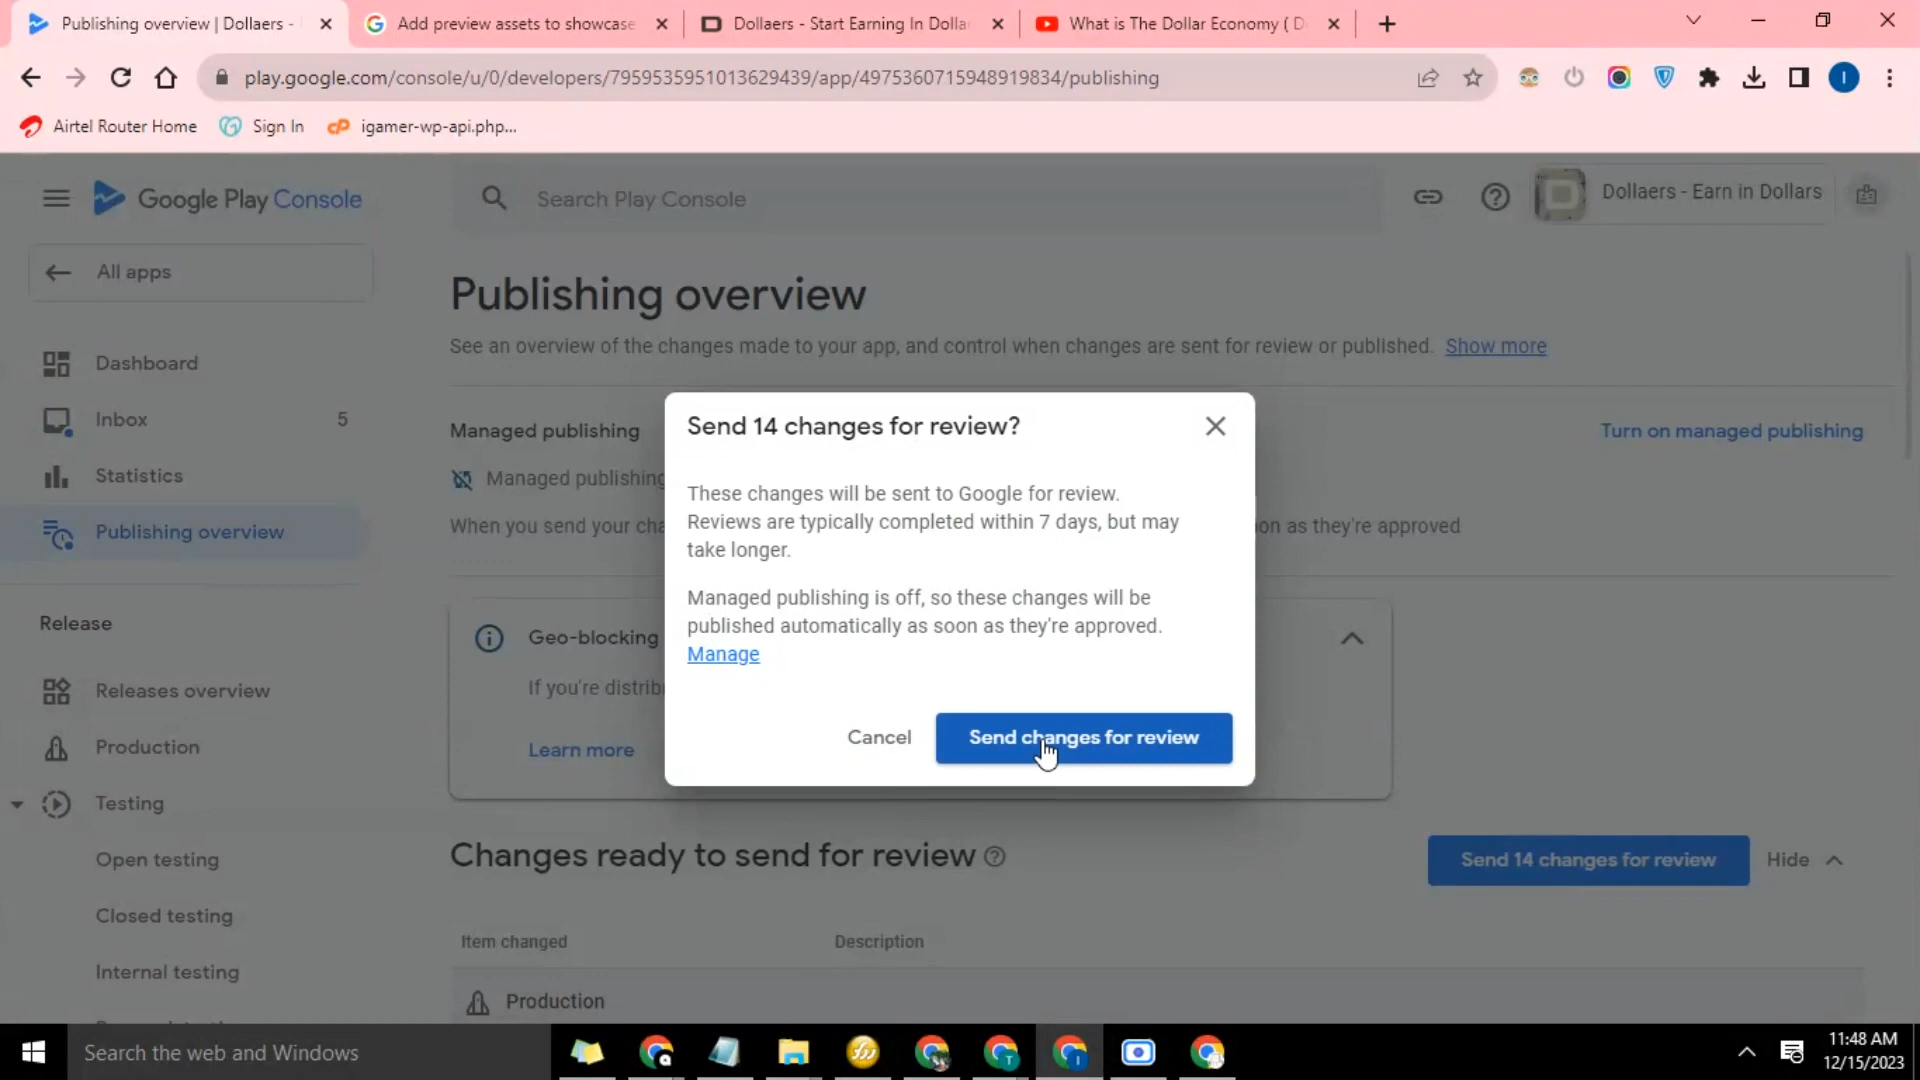 Publishing overview | Dollaers -
Add preview assets to showcase
Dollaers - Start Earning In Dolla
What is The Dollar Economy ( D
play.google.com/console/u/0/developers/7959535951013629439/app/4975360715948919834/publishing
I
Airtel Router Home
Sign In
igamer-wp-api.php...
Google Play Console
Search Play Console
Dollaers - Earn in Dollars
All apps
Publishing overview
See an overview of the changes made to your app, and control when changes are sent for review or published. Show more
Dashboard
Inbox 5
Statistics
Publishing overview
Release
Releases overview
Production
Testing
Open testing
Closed testing
Internal testing
Managed publishing
Turn on managed publishing
Managed publishing
When you send your cha
on as they're approved
Geo-blocking
If you're distrib
Learn more
Send 14 changes for review?
These changes will be sent to Google for review.
Reviews are typically completed within 7 days, but may
take longer.
Managed publishing is off, so these changes will be
published automatically as soon as they're approved.
Manage
Cancel
Send changes for review
Changes ready to send for review
Send 14 changes for review
Hide
Item changed
Description
Production
Search the web and Windows
11:48 AM
12/15/2023